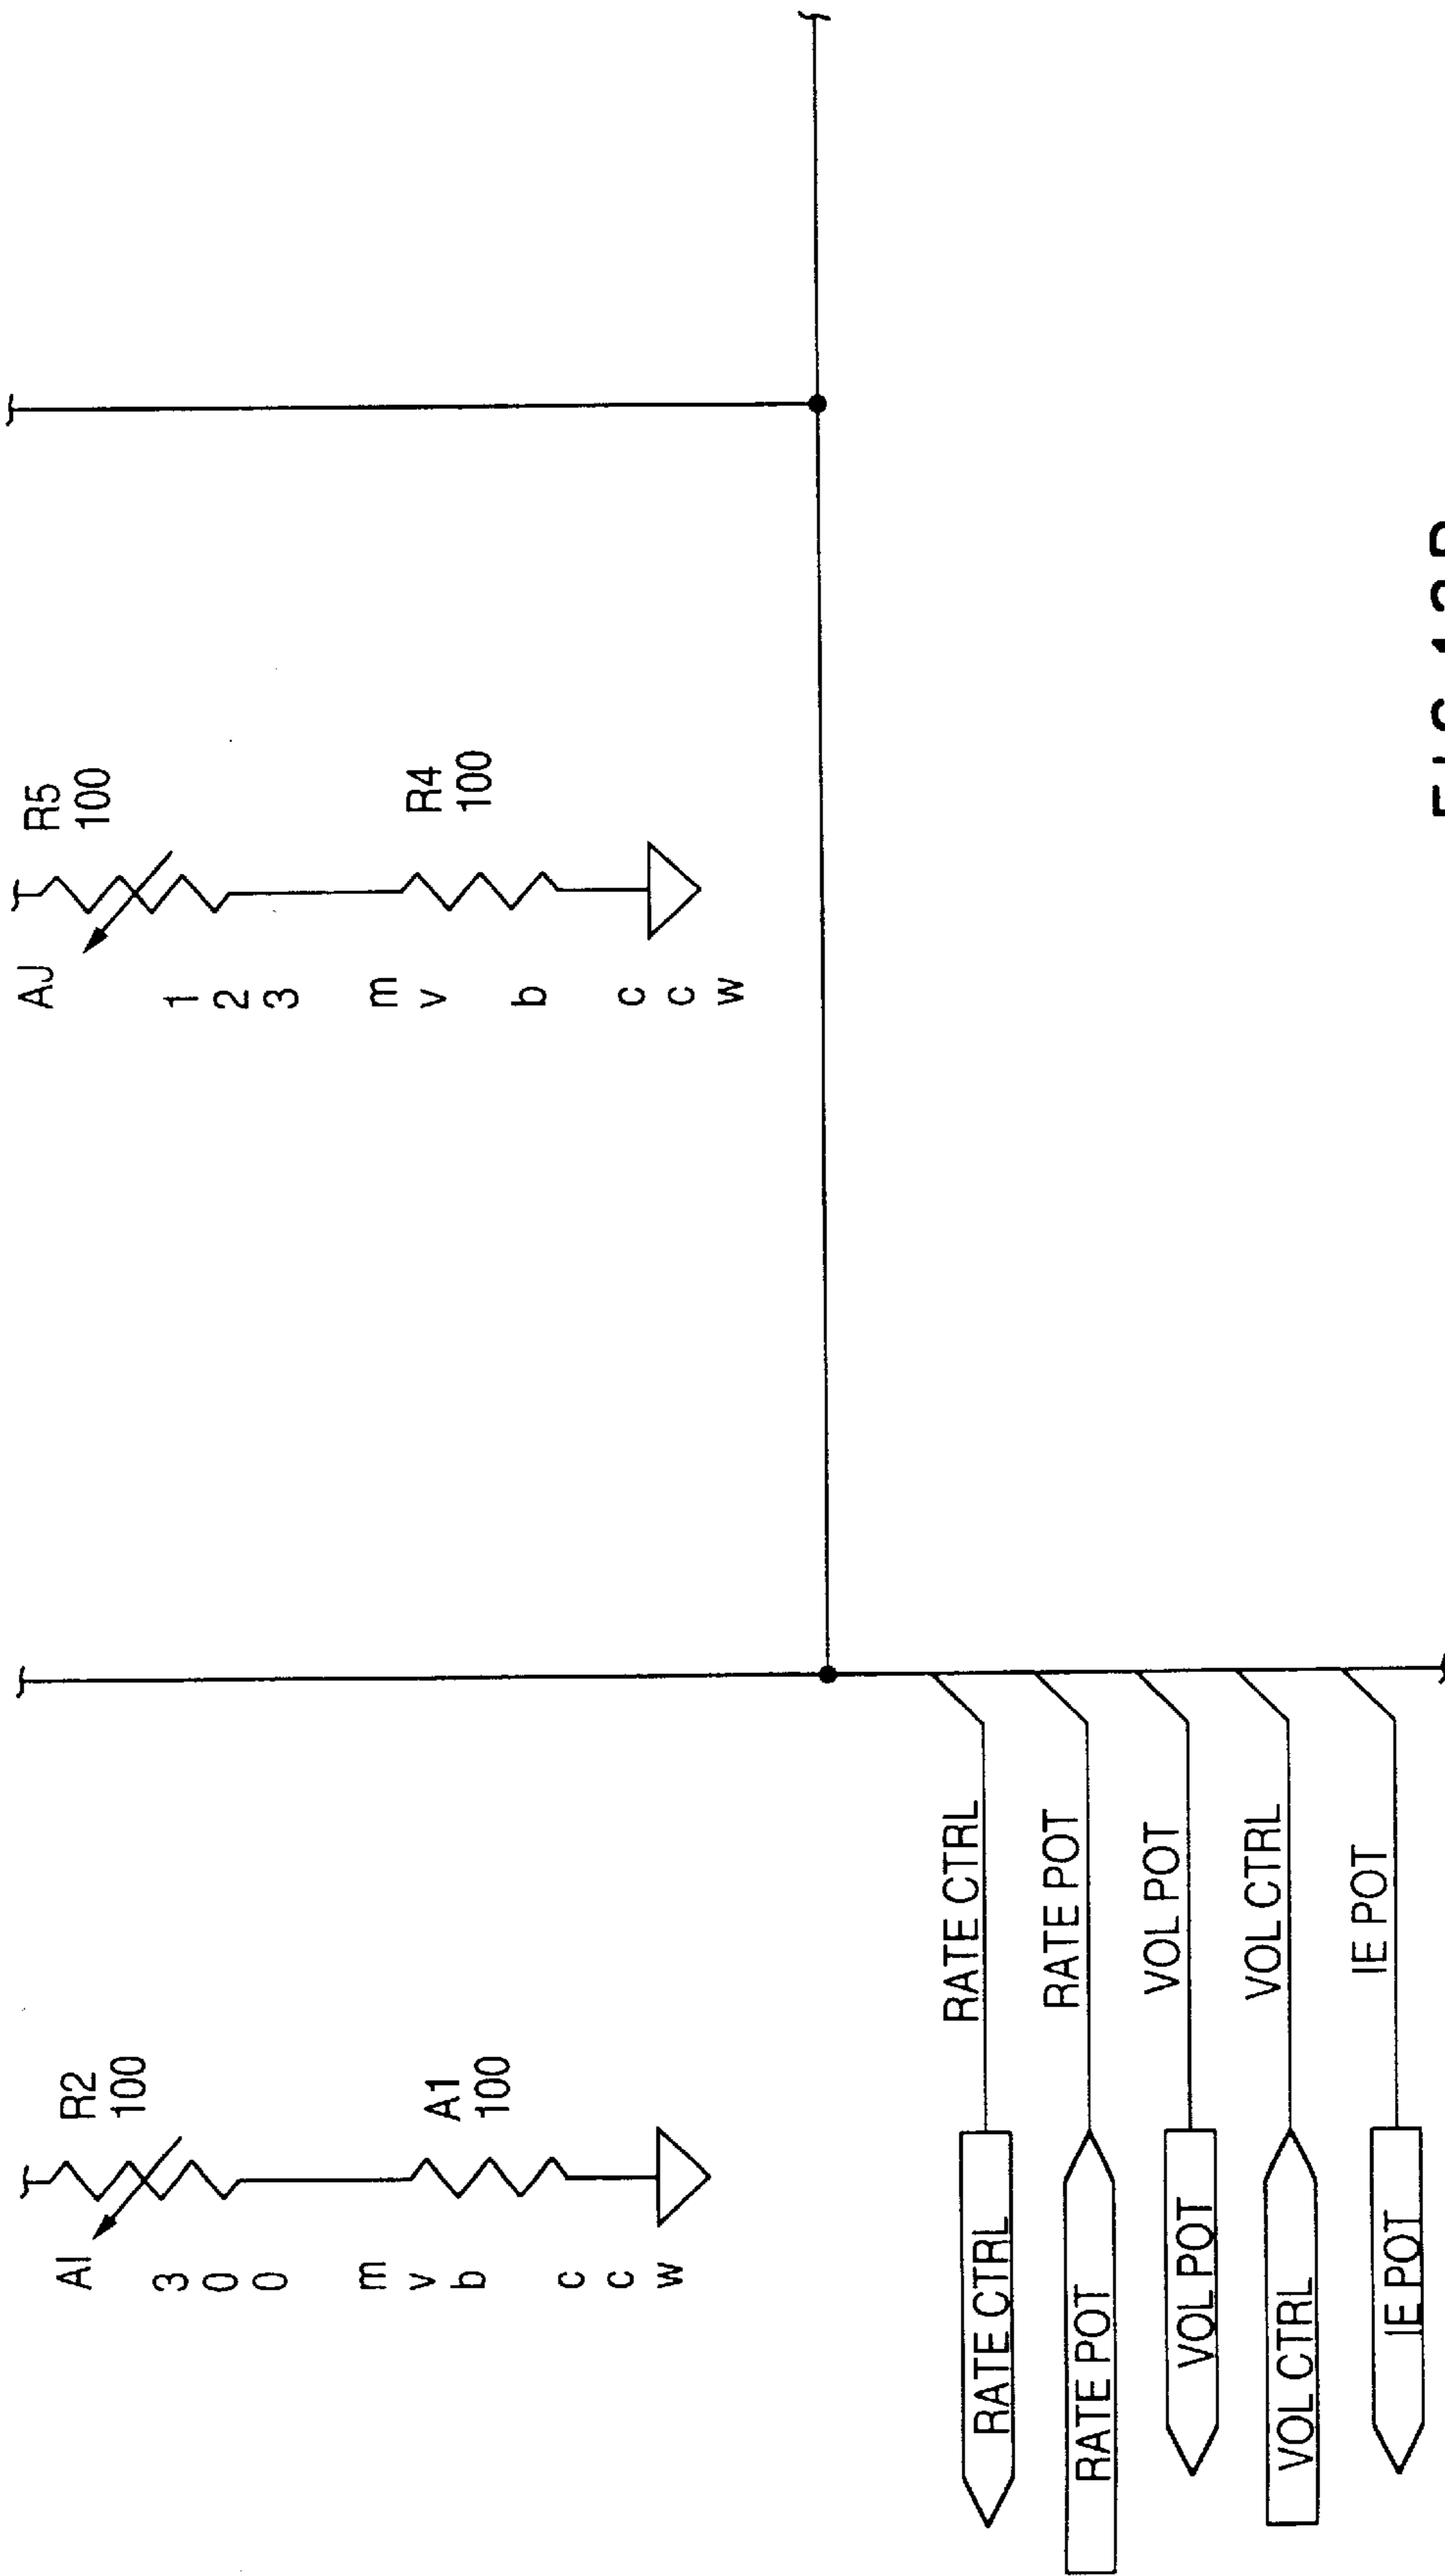 AI
R2
100
3
0
0
m
v
b
c
c
w
A1
100
AJ
R5
100
1
2
3
m
v
b
c
c
w
R4
100
RATE CTRL
RATE CTRL
RATE POT
RATE POT
VOL POT
VOL POT
VOL CTRL
VOL CTRL
IE POT
IE POT